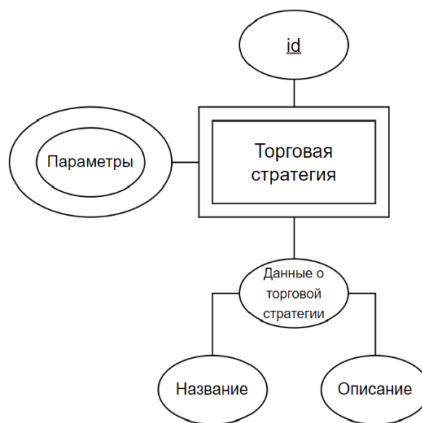 id
Параметры
Торговая
стратегия
Данные о
торговой
стратегии
Название
Описание